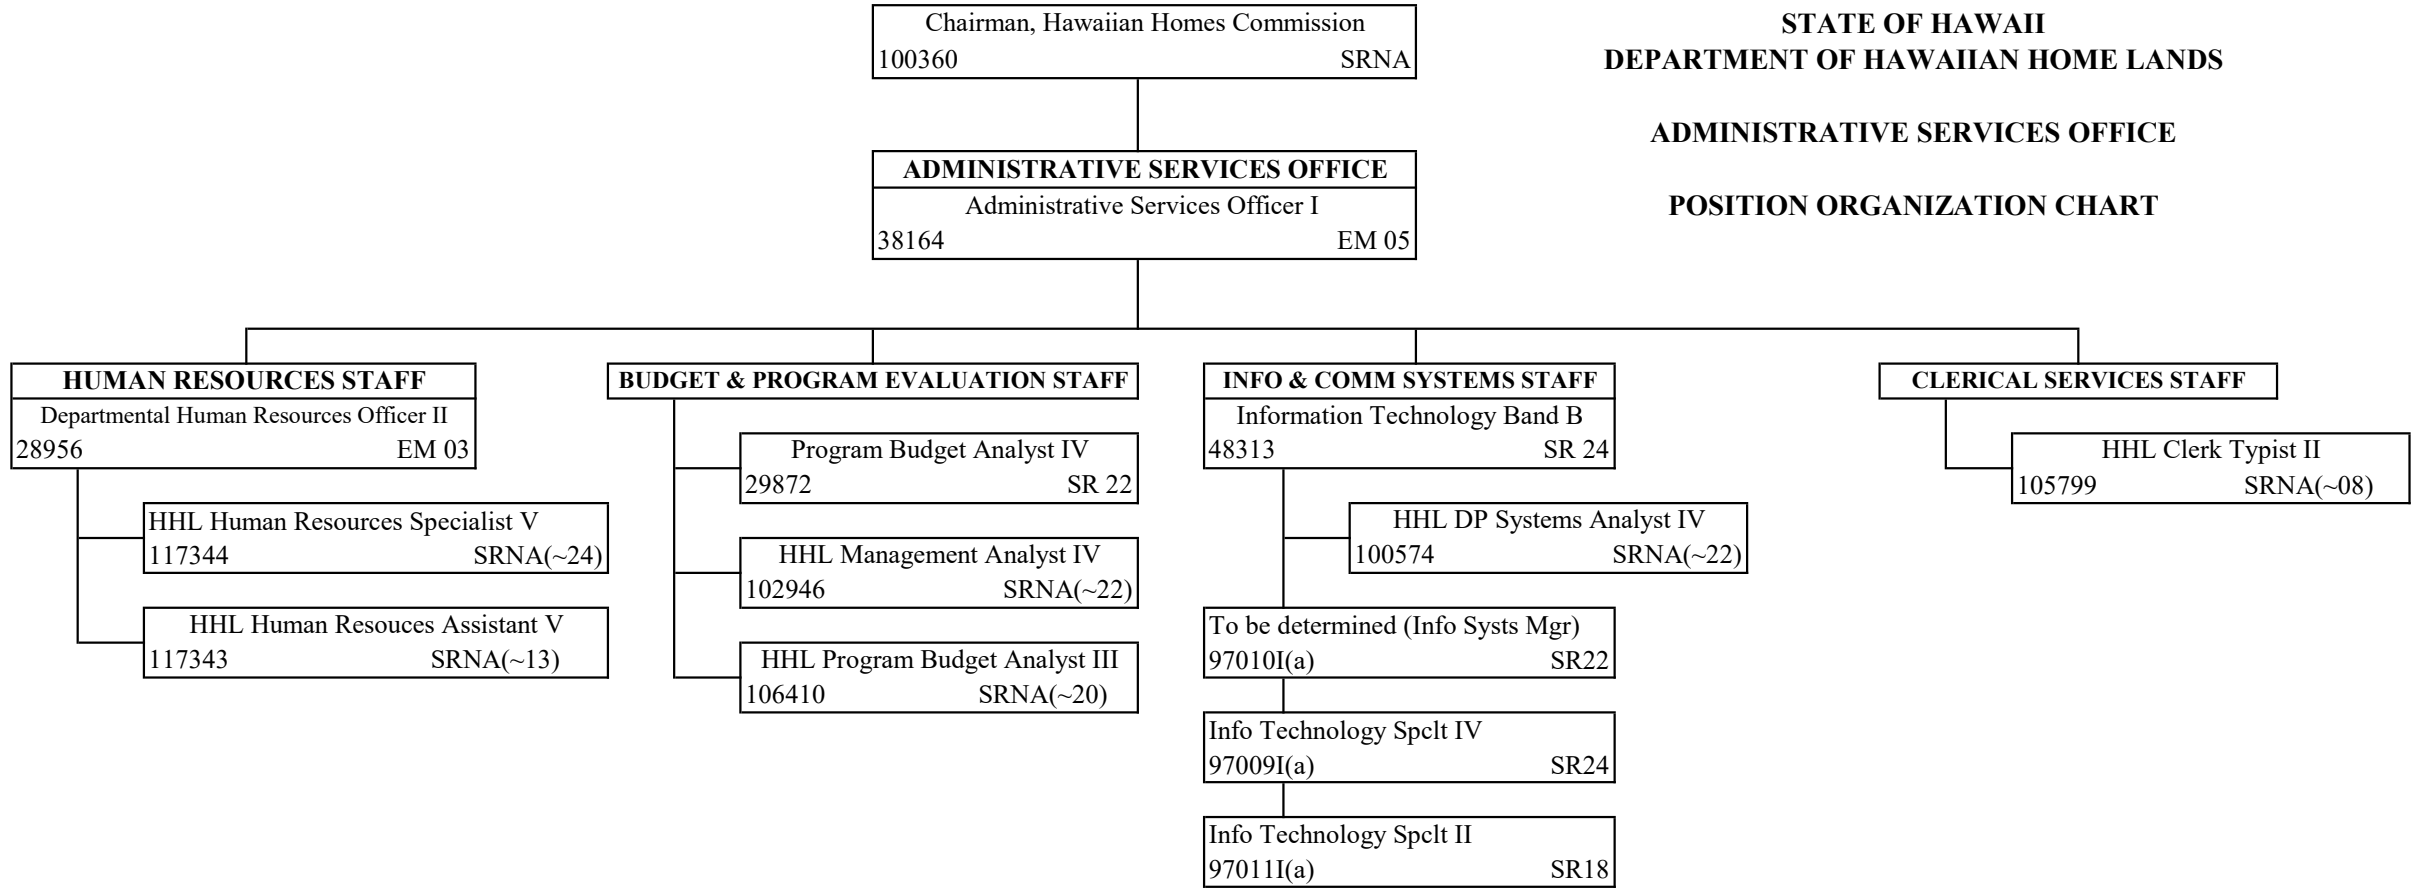 Chairman, Hawaiian Homes Commission
100360 SRNA
STATE OF HAWAII
DEPARTMENT OF HAWAIIAN HOME LANDS
ADMINISTRATIVE SERVICES OFFICE
POSITION ORGANIZATION CHART
ADMINISTRATIVE SERVICES OFFICE
Administrative Services Officer I
38164 EM 05
HUMAN RESOURCES STAFF
Departmental Human Resources Officer II
28956 EM 03
HHL Human Resources Specialist V
117344 SRNA(~24)
HHL Human Resouces Assistant V
117343 SRNA(~13)
BUDGET & PROGRAM EVALUATION STAFF
Program Budget Analyst IV
29872 SR 22
HHL Management Analyst IV
102946 SRNA(~22)
HHL Program Budget Analyst III
106410 SRNA(~20)
INFO & COMM SYSTEMS STAFF
Information Technology Band B
48313 SR 24
HHL DP Systems Analyst IV
100574 SRNA(~22)
To be determined (Info Systs Mgr)
97010I(a) SR22
Info Technology Spclt IV
97009I(a) SR24
Info Technology Spclt II
97011I(a) SR18
CLERICAL SERVICES STAFF
HHL Clerk Typist II
105799 SRNA(~08)